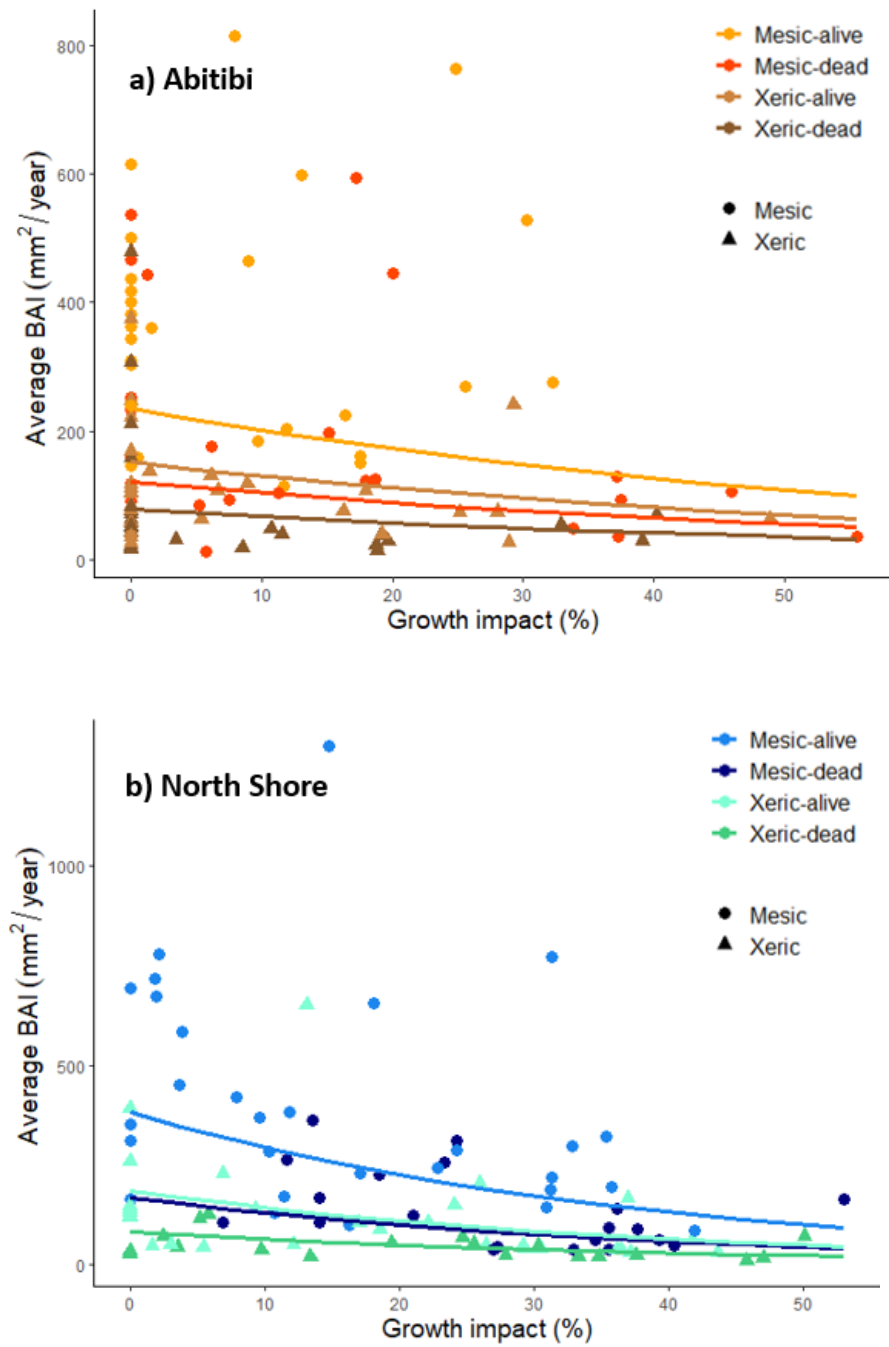 a) Abitibi
Mesic-alive
Mesic-dead
Xeric-alive
Xeric-dead
Mesic
Xeric
Average BAI (mm²/year)
800
600
400
200
0
0 10 20 30 40 50
Growth impact (%)
b) North Shore
Mesic-alive
Mesic-dead
Xeric-alive
Xeric-dead
Mesic
Xeric
Average BAI (mm²/year)
1000
500
0
0 10 20 30 40 50
Growth impact (%)